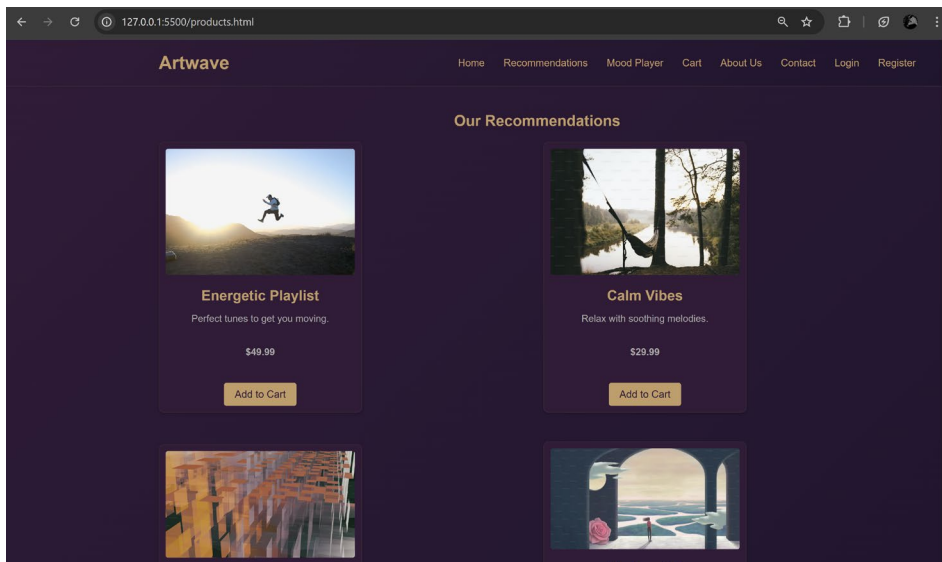 127.0.0.1:5500/products.html
Artwave
Home Recommendations Mood Player Cart About Us Contact Login Register
Our Recommendations
Energetic Playlist
Perfect tunes to get you moving.
$49.99
Add to Cart
Calm Vibes
Relax with soothing melodies.
$29.99
Add to Cart